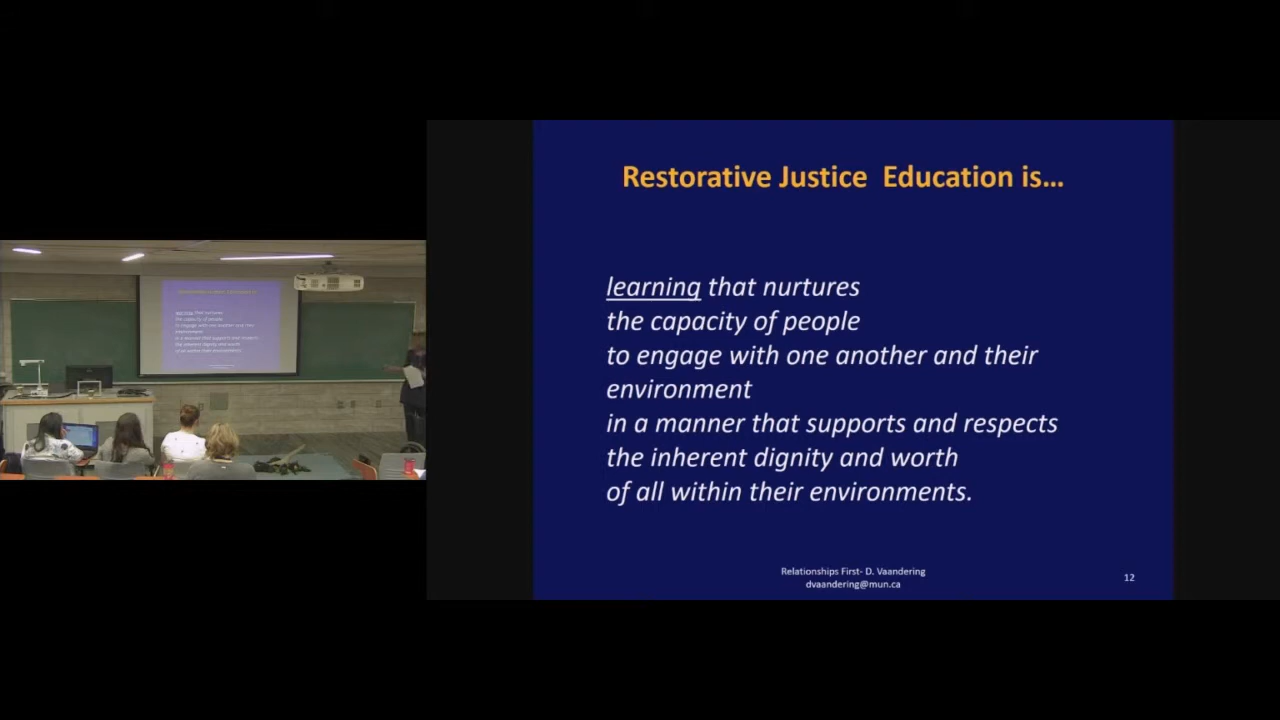 Restorative Justice  Education is…
learning that nurtures
the capacity of people
to engage with one another and their
environment
in a manner that supports and respects
the inherent dignity and worth
of all within their environments.
Relationships First- D. Vaandering
dvaandering@mun.ca
12